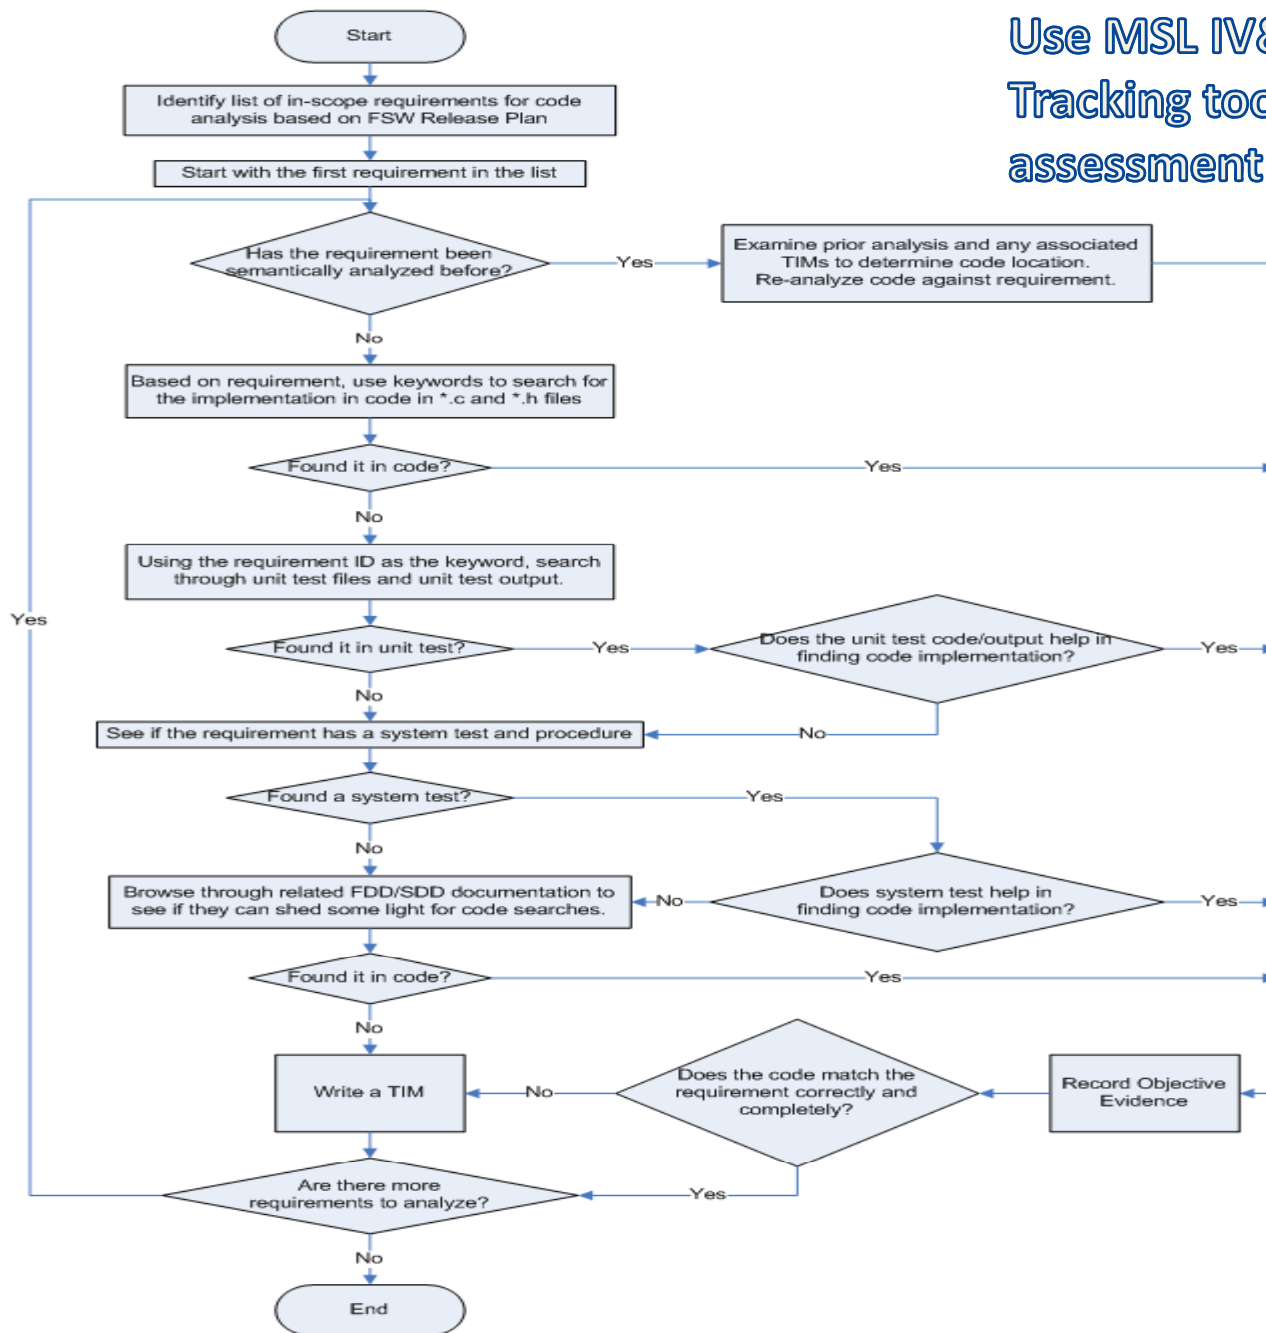 Start
Use MSL IV&
Tracking too
assessment
Identify list of in-scope requirements for code
analysis based on FSW Release Plan
Start with the first requirement in the list
Has the requirement been
semantically analyzed before?
Yes
Examine prior analysis and any associated
TIMs to determine code location.
Re-analyze code against requirement.
No
Based on requirement, use keywords to search for
the implementation in code in *.c and *.h files
Found it in code?
Yes
No
Using the requirement ID as the keyword, search
through unit test files and unit test output.
Yes
Found it in unit test?
Yes
Does the unit test code/output help in
finding code implementation?
Yes
No
See if the requirement has a system test and procedure
No
Found a system test?
Yes
No
Browse through related FDD/SDD documentation to
see if they can shed some light for code searches.
No
Does system test help in
finding code implementation?
Yes
Found it in code?
Yes
No
Write a TIM
No
Does the code match the
requirement correctly and
completely?
Record Objective
Evidence
Are there more
requirements to analyze?
Yes
No
End